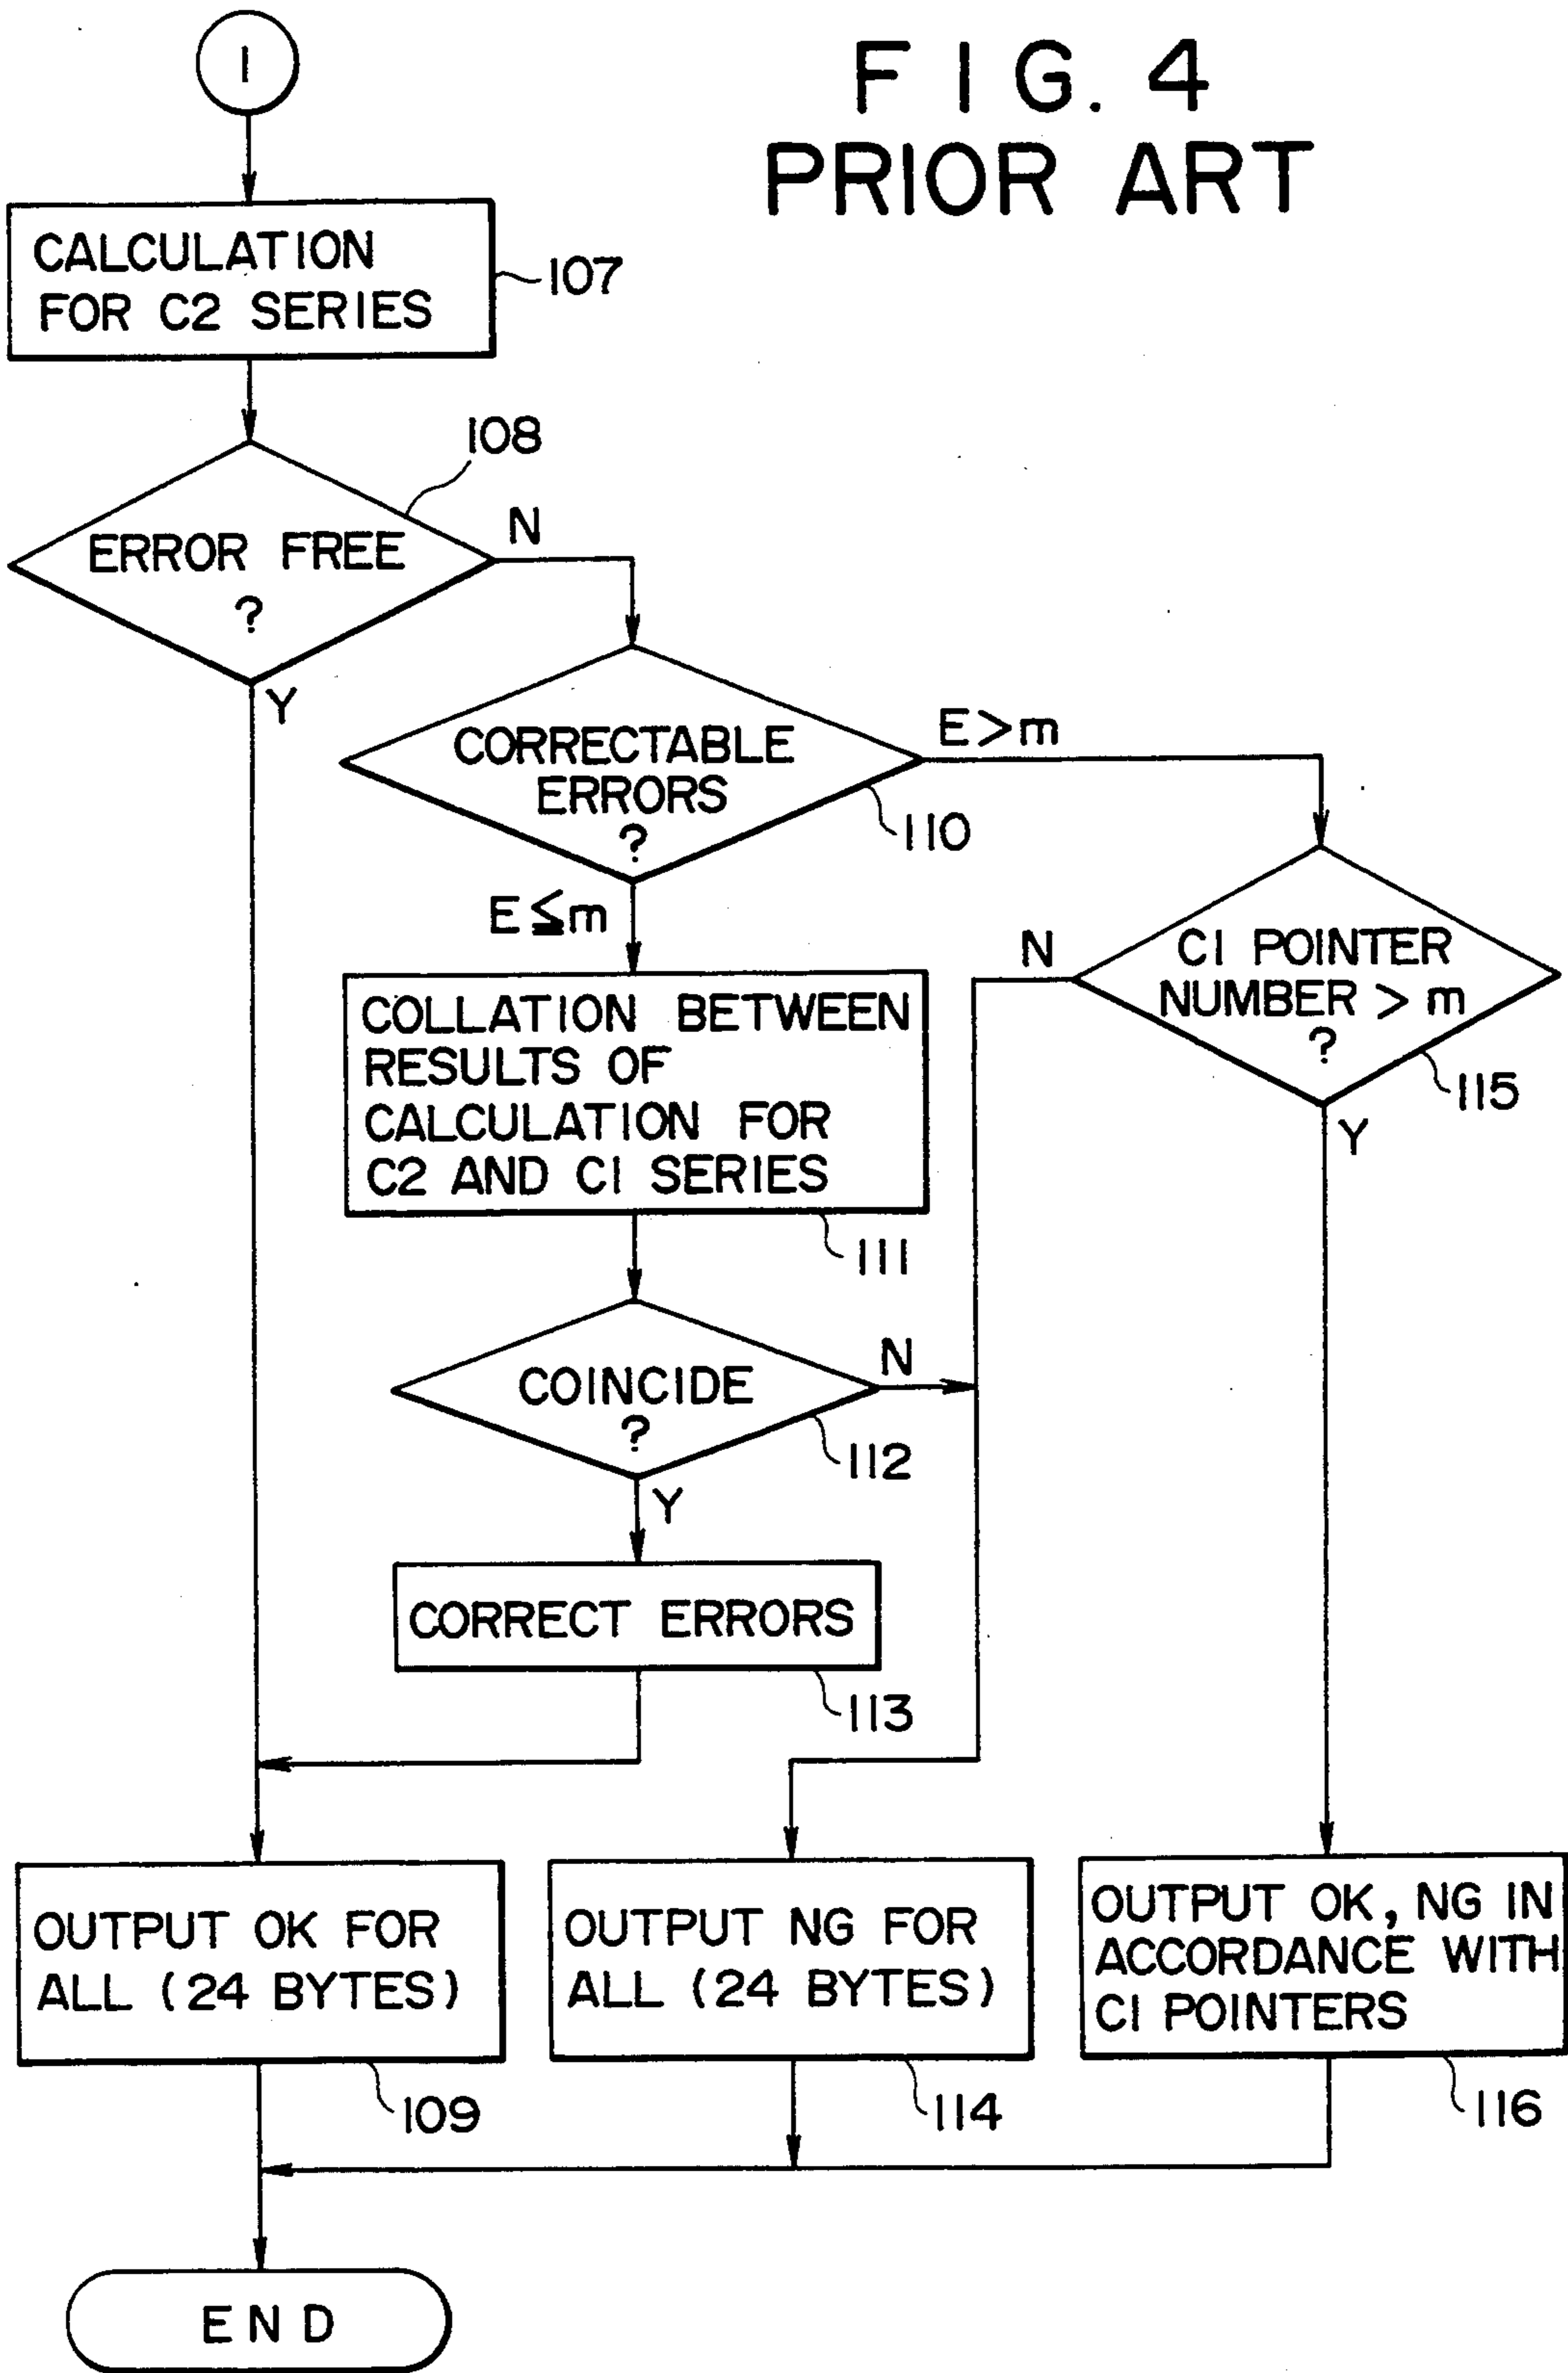 1
F I G. 4
PRIOR ART
CALCULATION
FOR C2 SERIES
107
108
ERROR FREE
?
N
Y
CORRECTABLE
ERRORS
?
E>m
110
E≦m
C1 POINTER
NUMBER > m
?
N
115
Y
COLLATION BETWEEN
RESULTS OF
CALCULATION FOR
C2 AND C1 SERIES
111
COINCIDE
?
N
112
Y
CORRECT ERRORS
113
OUTPUT OK FOR
ALL (24 BYTES)
109
OUTPUT NG FOR
ALL (24 BYTES)
114
OUTPUT OK, NG IN
ACCORDANCE WITH
C1 POINTERS
116
END